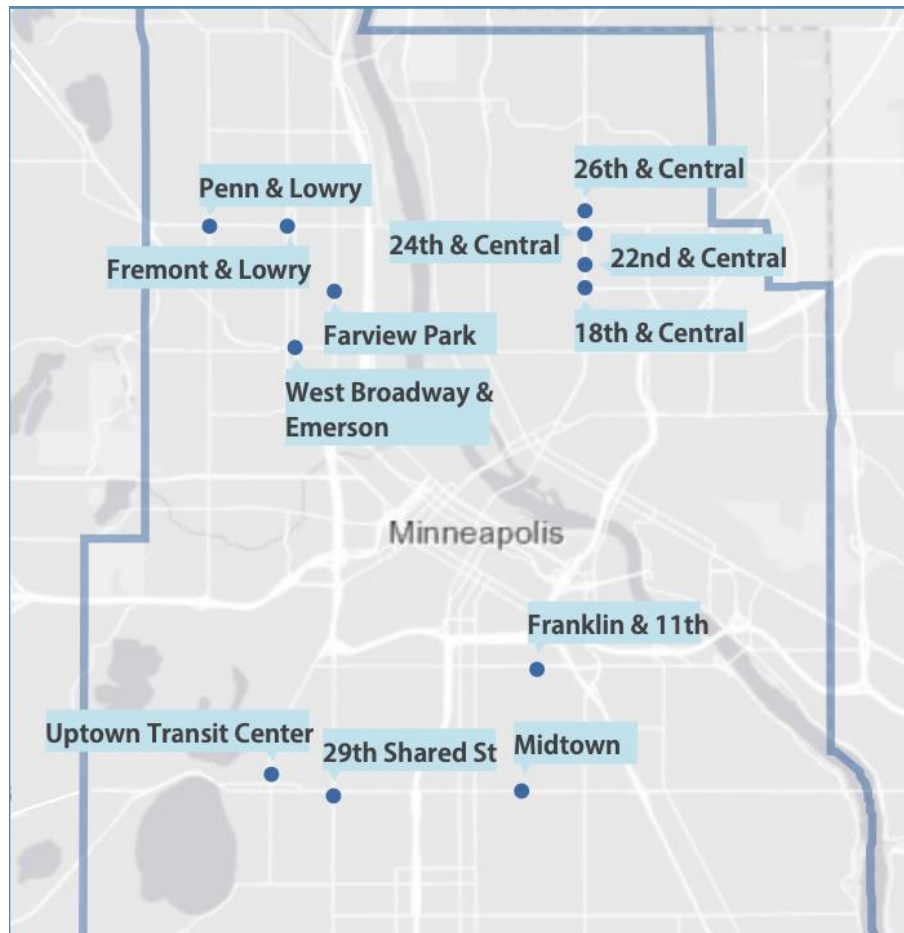 26th & Central
Penn & Lowry
24th & Central
22nd & Central
Fremont & Lowry
Farview Park
18th & Central
West Broadway &
Emerson
Minneapolis
Franklin & 11th
Uptown Transit Center
29th Shared St
Midtown